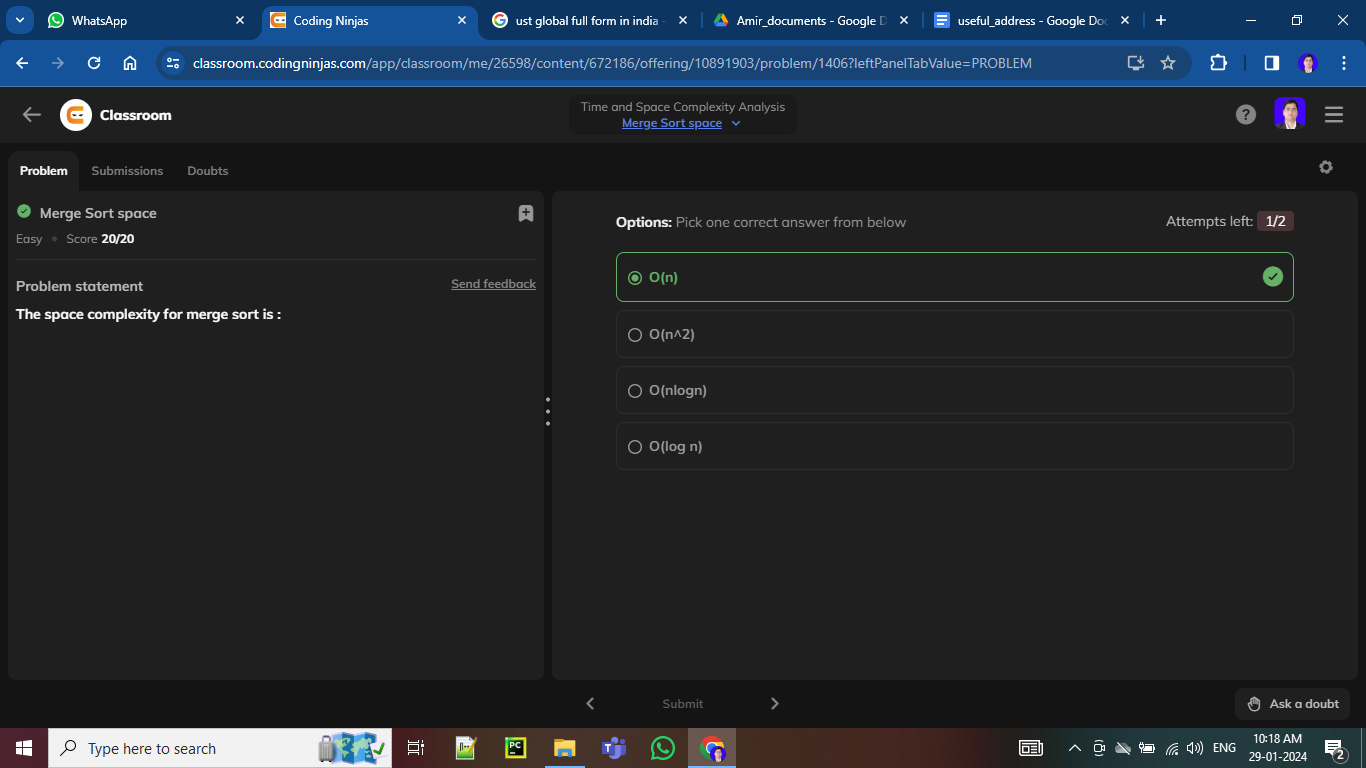 WhatsApp
Coding Ninjas
ust global full form in india -
Amir_documents - Google D
useful_address - Google Doc
classroom.codingninjas.com/app/classroom/me/26598/content/672186/offering/10891903/problem/1406?leftPanelTabValue=PROBLEM
Classroom
Time and Space Complexity Analysis
Merge Sort space
Problem
Submissions
Doubts
Merge Sort space
Easy • Score 20/20
Problem statement
Send feedback
The space complexity for merge sort is :
Options: Pick one correct answer from below
Attempts left: 1/2
O(n)
O(n^2)
O(nlogn)
O(log n)
Submit
Ask a doubt
Type here to search
PC
ENG
10:18 AM
29-01-2024
2